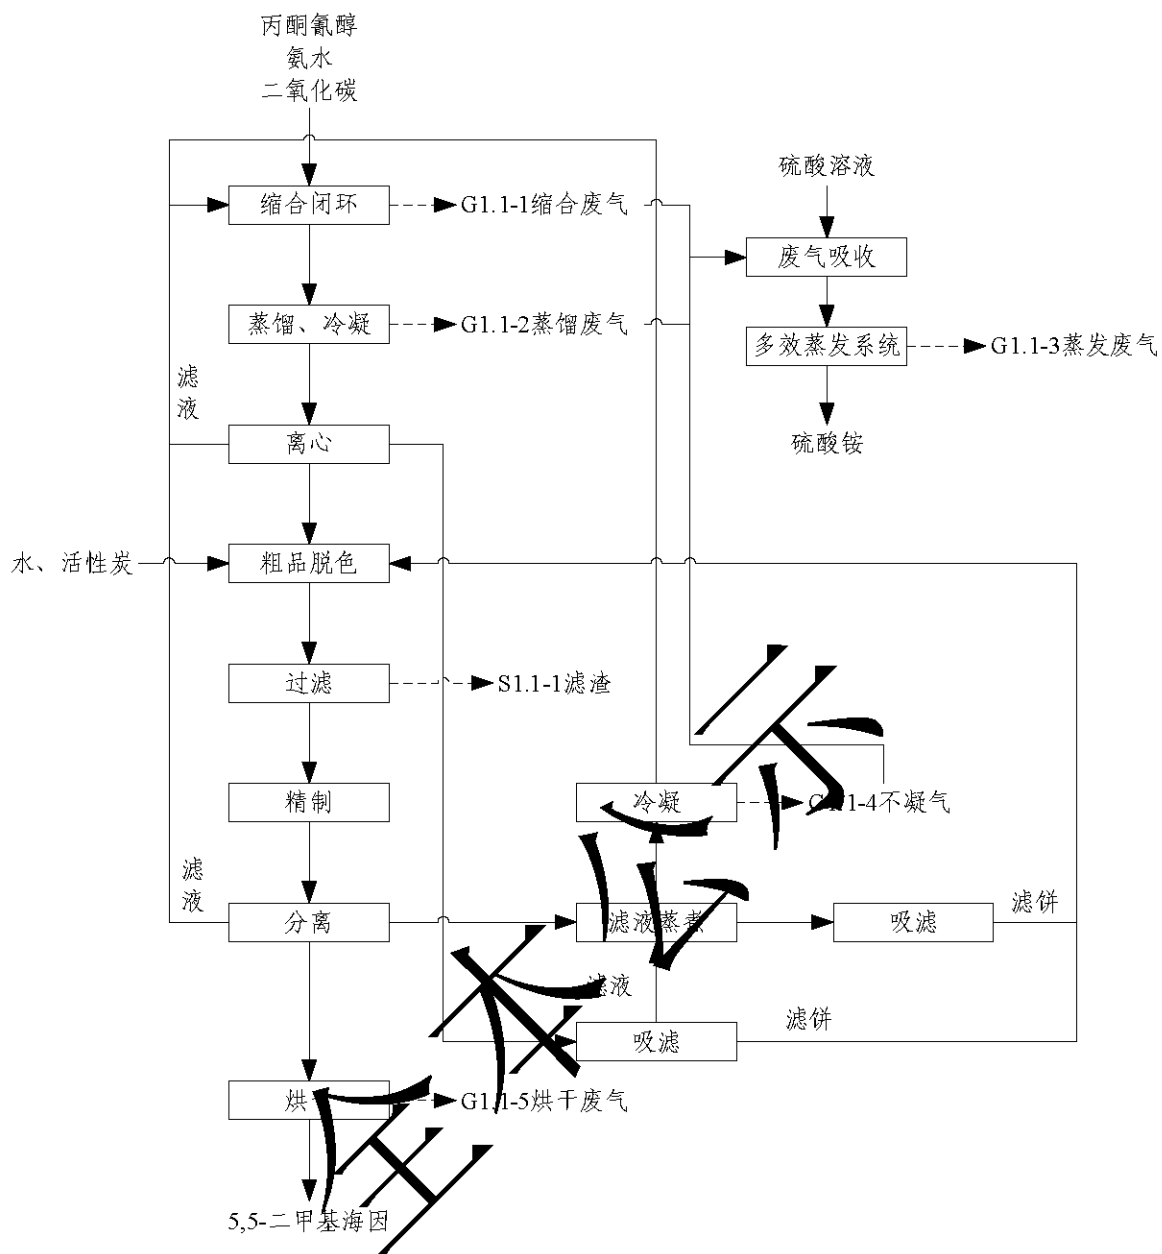 丙酮氰醇
氨水
二氧化碳
硫酸溶液
缩合闭环
G1.1-1缩合废气
废气吸收
蒸馏、冷凝
G1.1-2蒸馏废气
多效蒸发系统
G1.1-3蒸发废气
滤液
离心
硫酸铵
水、活性炭
粗品脱色
过滤
S1.1-1滤渣
精制
冷凝
G1.1-4不凝气
滤液
分离
滤液蒸煮
吸滤
滤饼
滤液
吸滤
滤饼
烘
G1.1-5烘干废气
5,5-二甲基海因